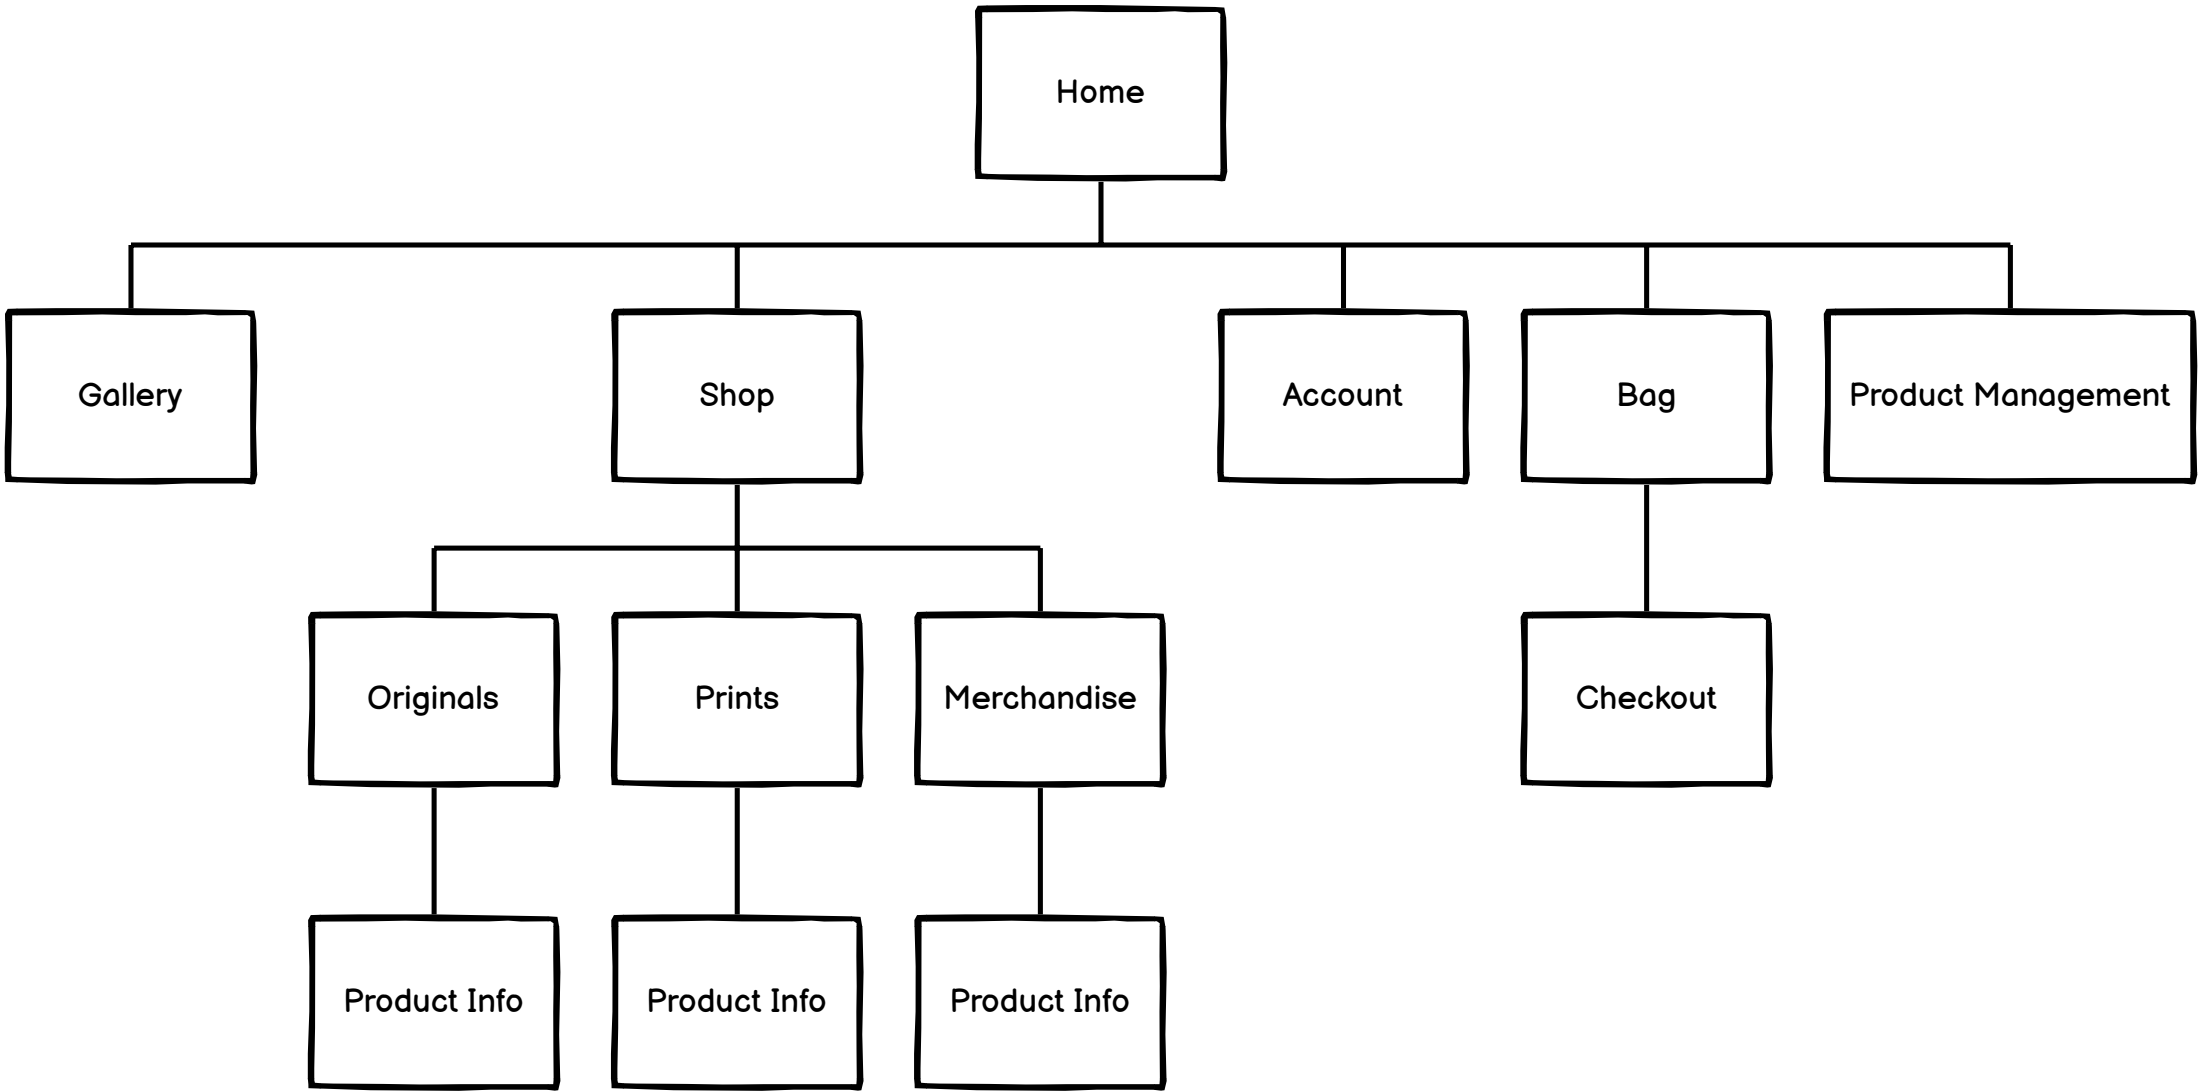 Home
Gallery
Shop
Account
Bag
Product Management
Originals
Prints
Merchandise
Checkout
Product Info
Product Info
Product Info